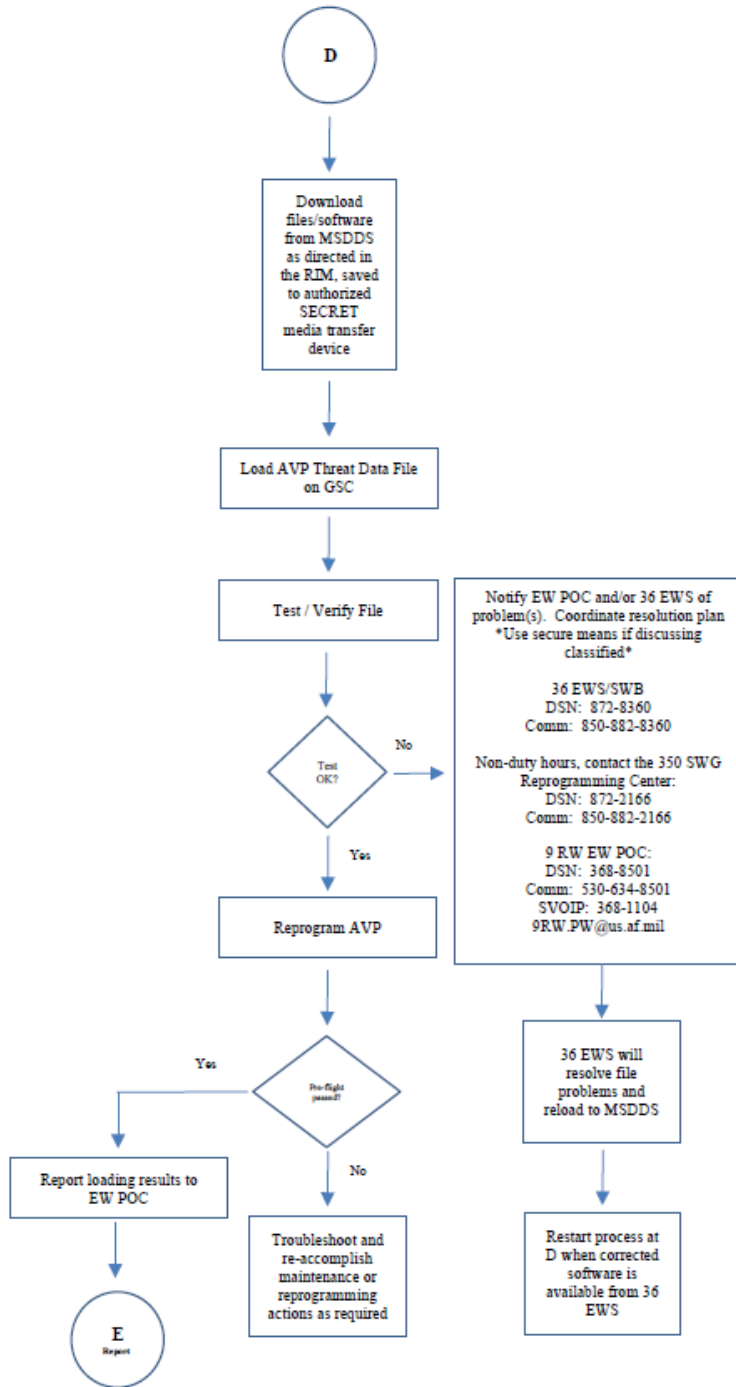 D
Download
files/software
from MSDDS
as directed in
the RIM, saved
to authorized
SECRET
media transfer
device
Load AVP Threat Data File
on GSC
Test / Verify File
Test
OK?
No
Notify EW POC and/or 36 EWS of
problem(s). Coordinate resolution plan
*Use secure means if discussing
classified*
36 EWS/SWB
DSN: 872-8360
Comm: 850-882-8360
Non-duty hours, contact the 350 SWG
Reprogramming Center:
DSN: 872-2166
Comm: 850-882-2166
9 RW EW POC:
DSN: 368-8501
Comm: 530-634-8501
SVOIP: 368-1104
9RW.PW@us.af.mil
Yes
Reprogram AVP
Pre-flight
passed?
Yes
No
36 EWS will
resolve file
problems and
reload to MSDDS
Report loading results to
EW POC
Troubleshoot and
re-accomplish
maintenance or
reprogramming
actions as required
Restart process at
D when corrected
software is
available from 36
EWS
E
Report